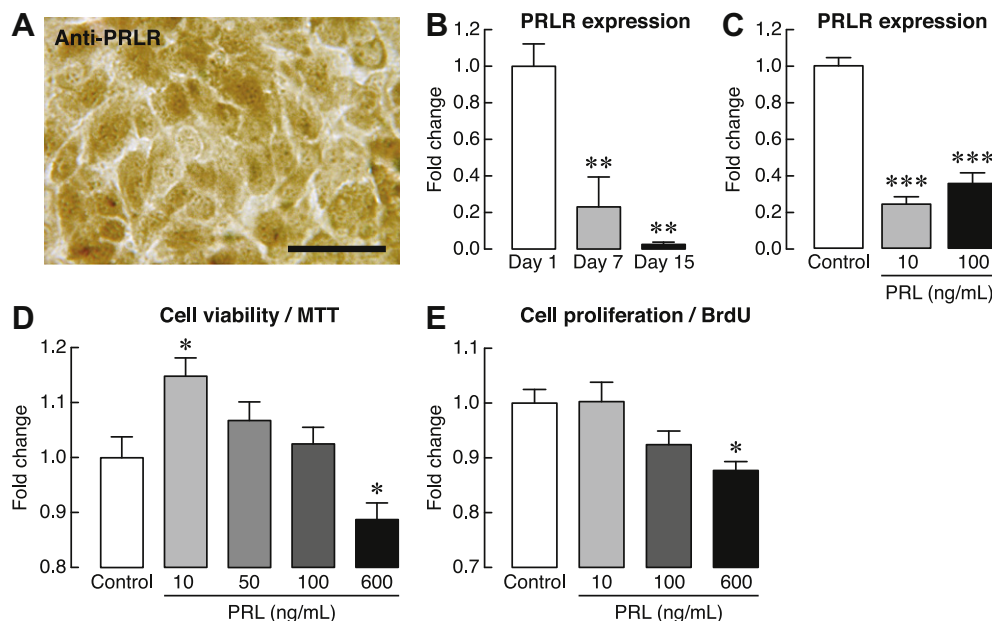 A
Anti-PRLR
B
PRLR expression
Fold change
1.2
1.0
0.8
0.6
0.4
0.2
0.0
**
**
Day 1 Day 7 Day 15
C
PRLR expression
Fold change
1.2
1.0
0.8
0.6
0.4
0.2
0.0
***
***
Control 10 100
PRL (ng/mL)
D
Cell viability / MTT
Fold change
1.2
1.1
1.0
0.9
0.8
*
*
Control 10 50 100 600
PRL (ng/mL)
E
Cell proliferation / BrdU
Fold change
1.1
1.0
0.9
0.8
0.7
*
Control 10 100 600
PRL (ng/mL)